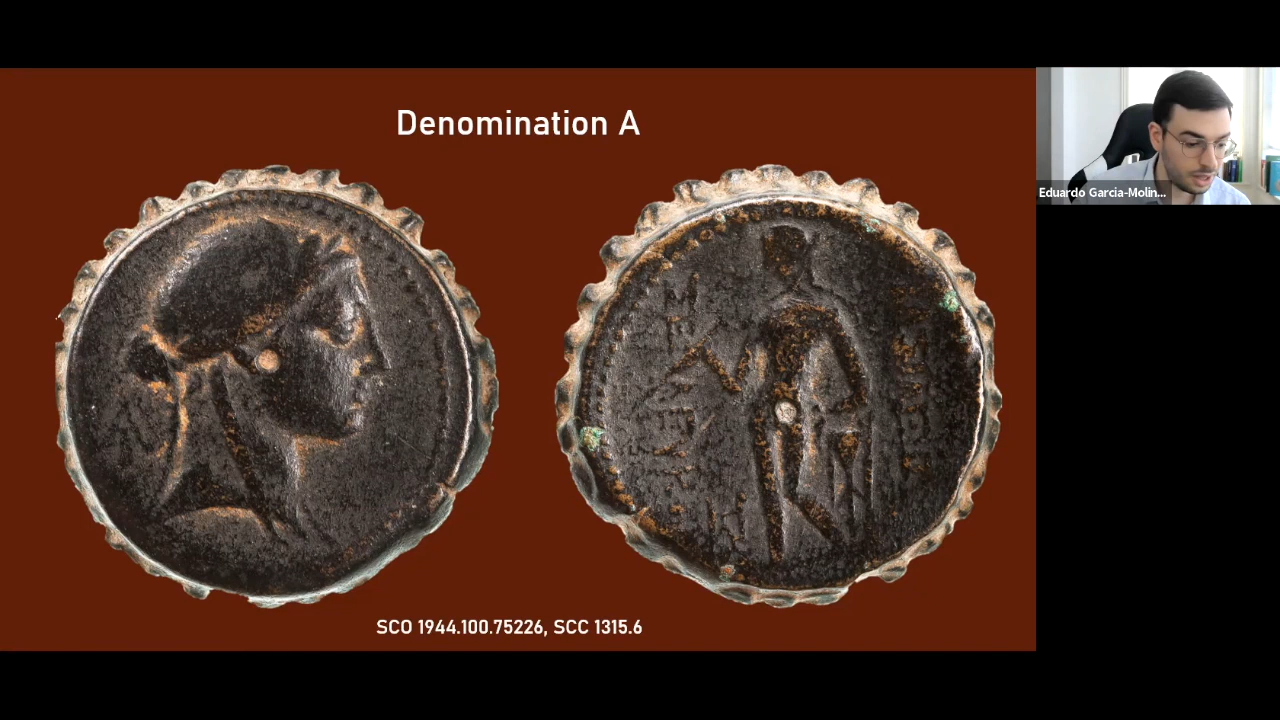 Denomination A
SCO 1944.100.75226, SCC 1315.6
Eduardo Garcia-Molin...